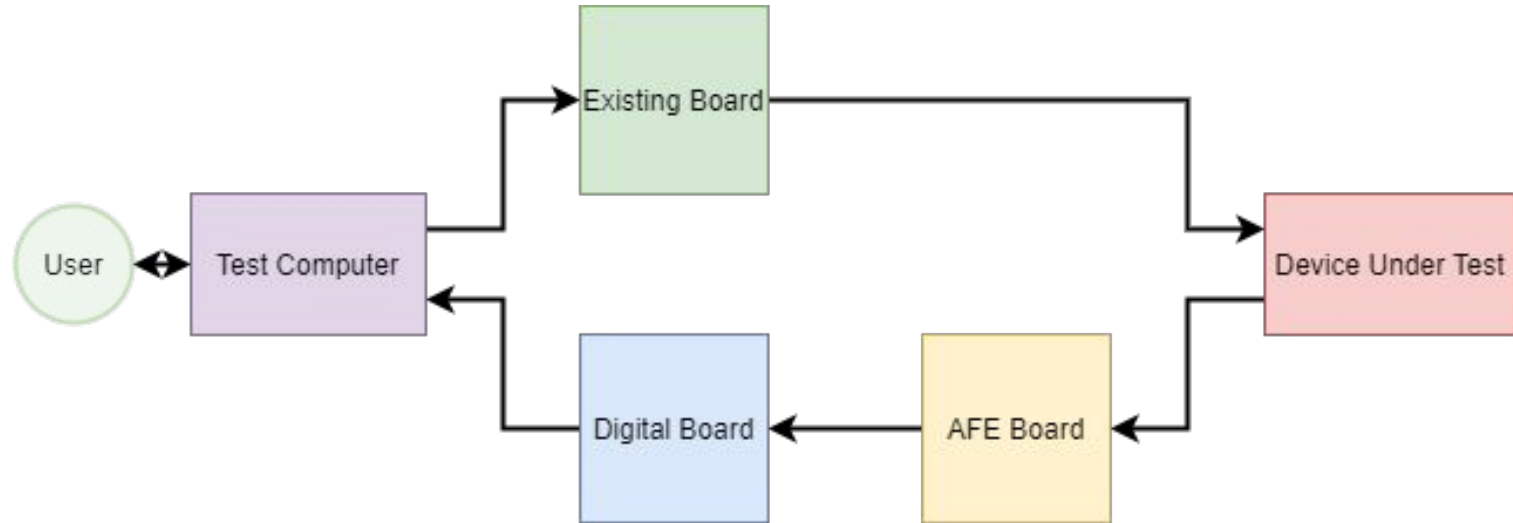 Existing Board
User
Test Computer
Device Under Test
Digital Board
AFE Board